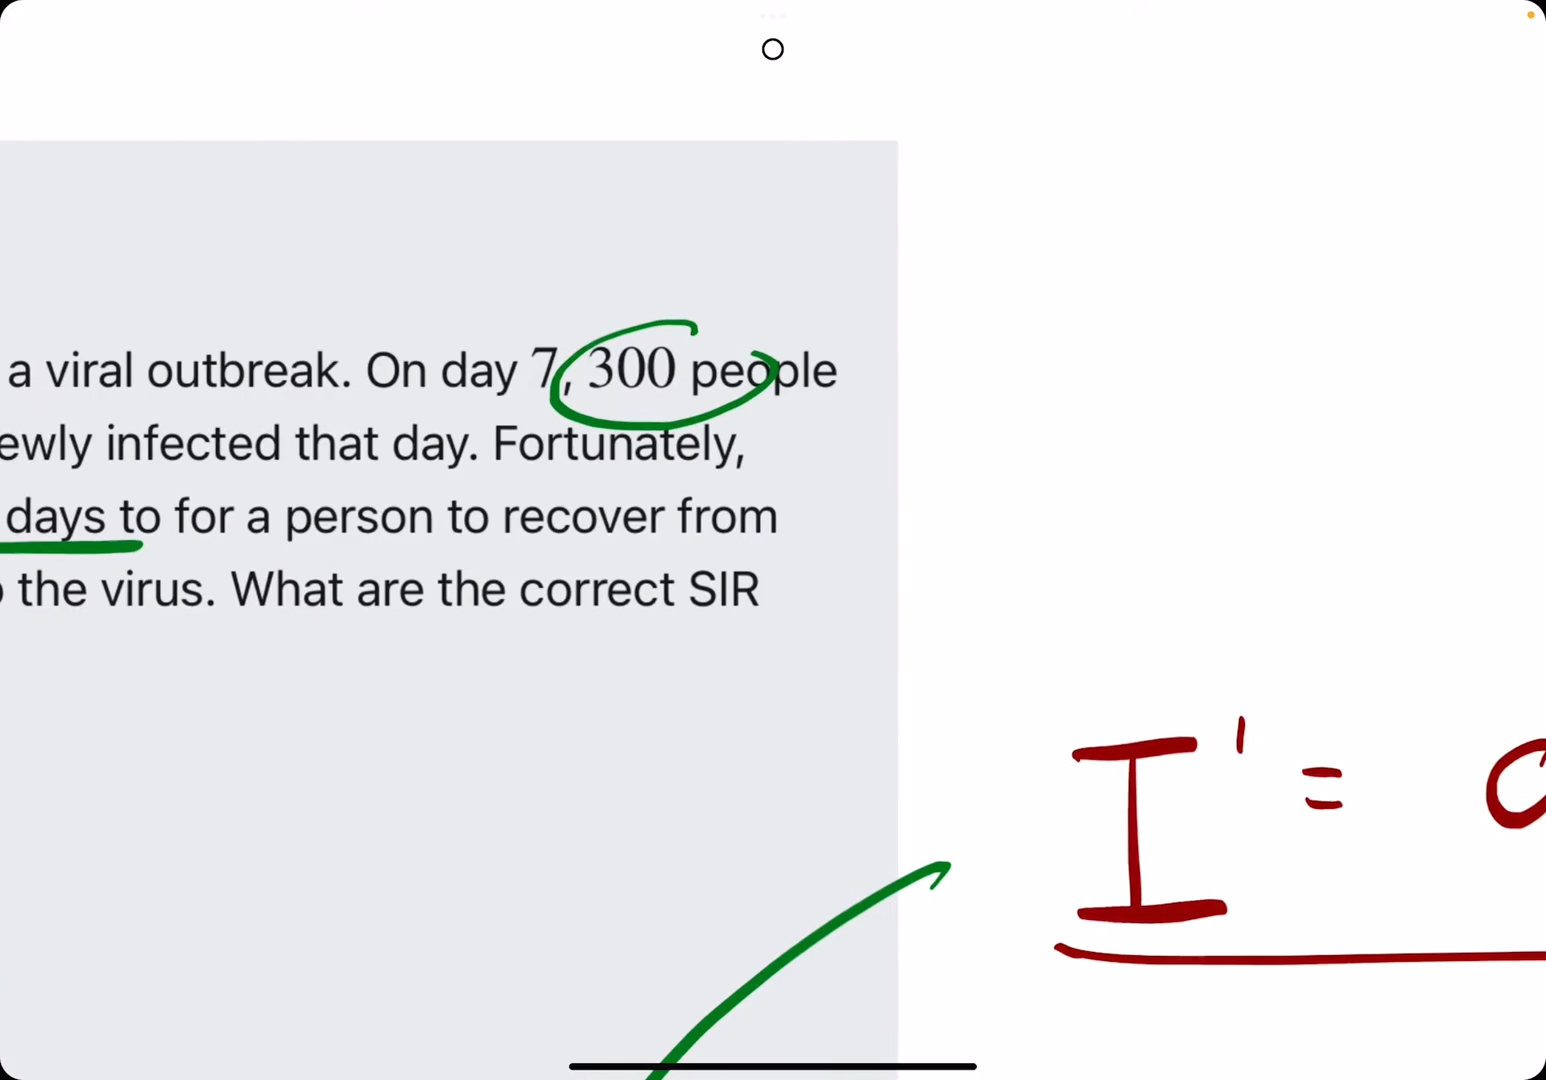 a viral outbreak. On day 7, 300 people
ewly infected that day. Fortunately,
days to for a person to recover from
the virus. What are the correct SIR
I' =